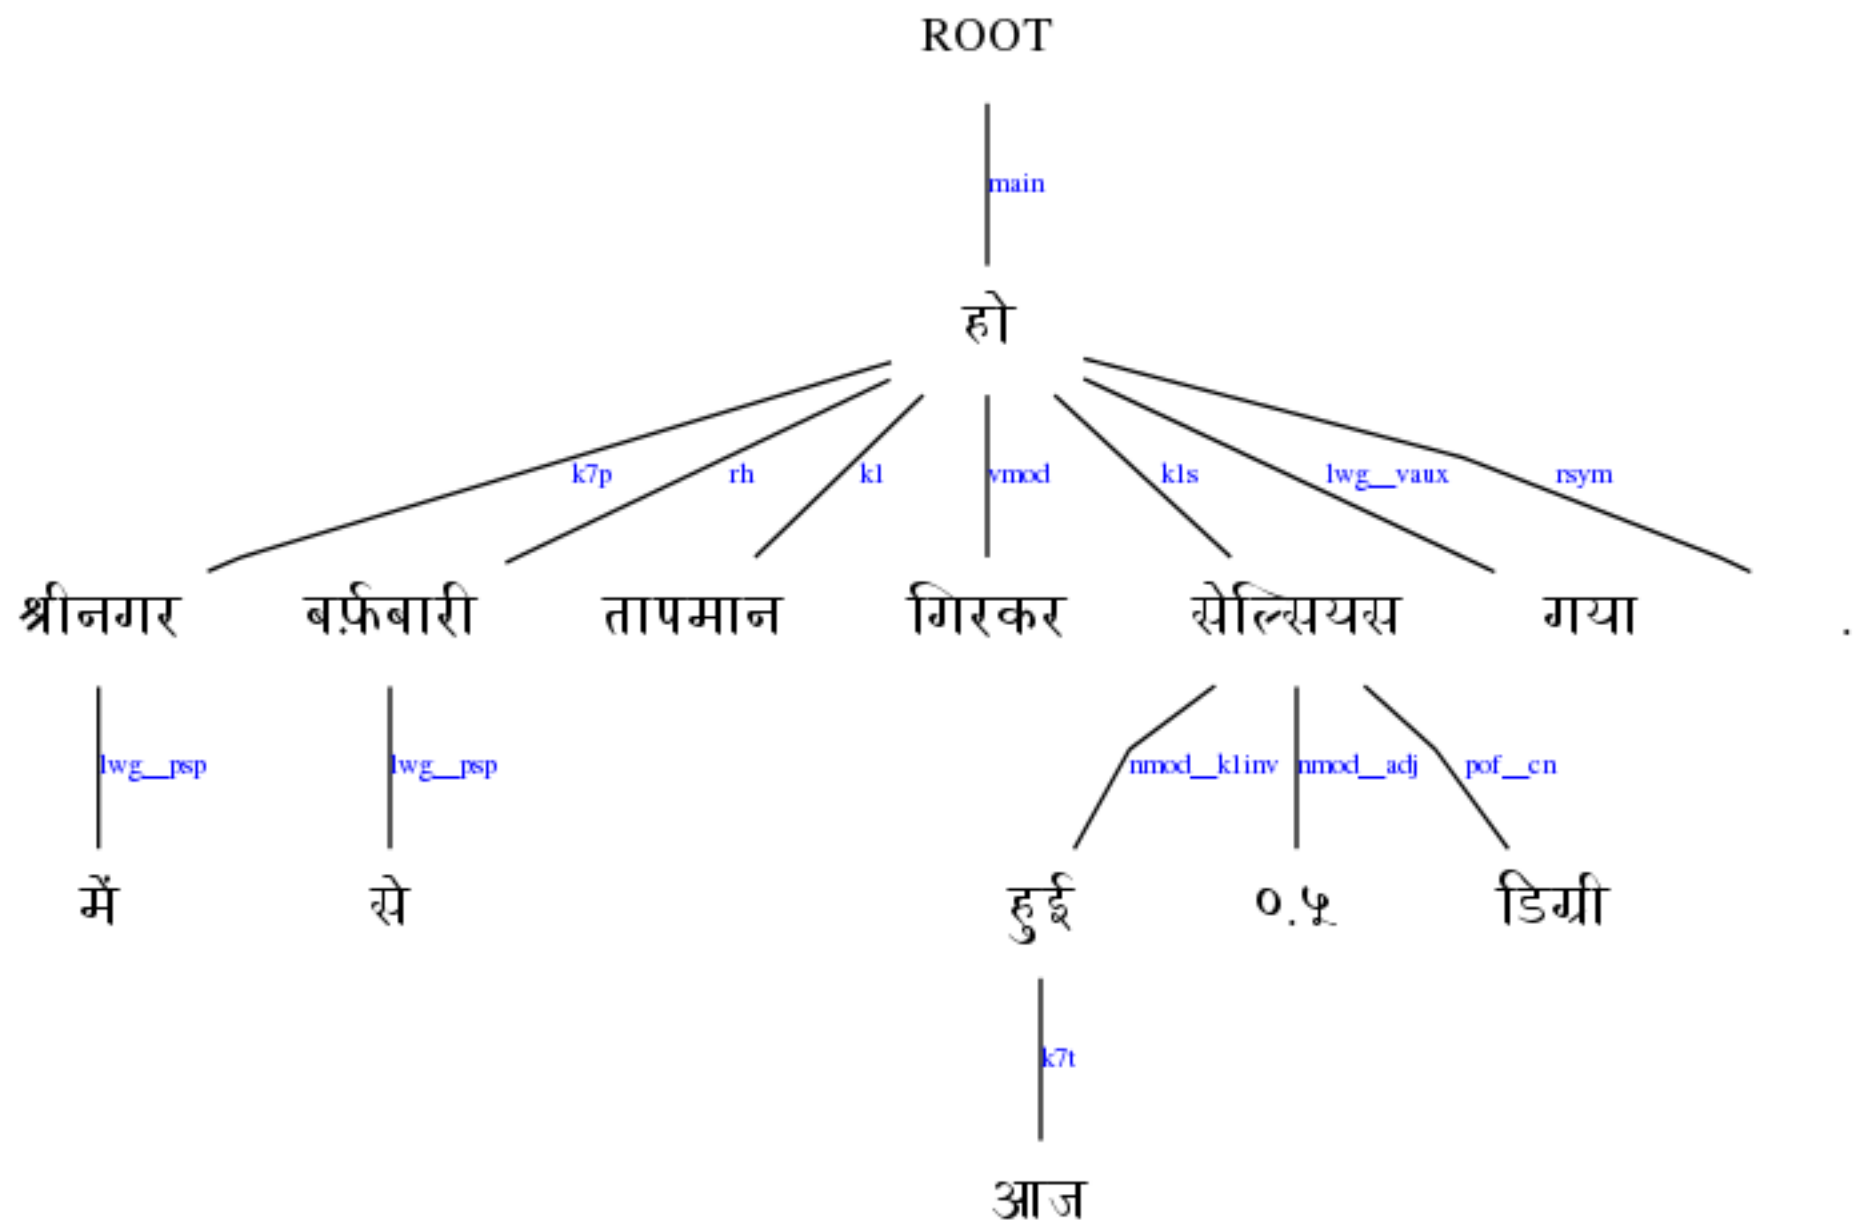 ROOT
main
हो
k7p rh k1 vmod k1s lwg__vaux rsym
श्रीनगर बर्फ़बारी तापमान गिरकर सेल्सियस गया .
lwg__psp lwg__psp nmod__k1inv nmod__adj pof__cn
में से हुई ०.५ डिग्री
k7t
आज